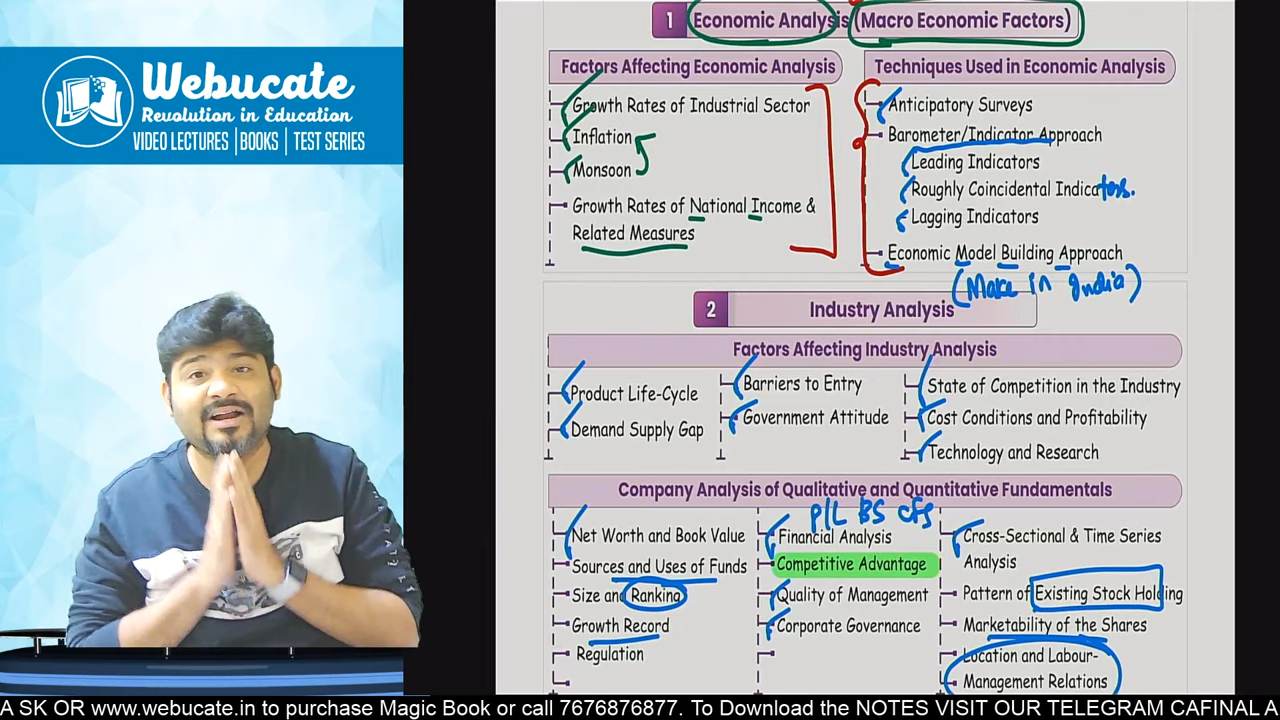 Webucate
Revolution in Education
VIDEO LECTURES | BOOKS | TEST SERIES
1 Economic Analysis (Macro Economic Factors)
Factors Affecting Economic Analysis
Growth Rates of Industrial Sector
Inflation
Monsoon
Growth Rates of National Income &
Related Measures
Techniques Used in Economic Analysis
Anticipatory Surveys
Barometer/Indicator Approach
Leading Indicators
Roughly Coincidental Indicators.
Lagging Indicators
Economic Model Building Approach
(Make in India)
2 Industry Analysis
Factors Affecting Industry Analysis
Product Life-Cycle
Demand Supply Gap
Barriers to Entry
Government Attitude
State of Competition in the Industry
Cost Conditions and Profitability
Technology and Research
Company Analysis of Qualitative and Quantitative Fundamentals
Net Worth and Book Value
Sources and Uses of Funds
Size and Ranking
Growth Record
Regulation
P/L BS CFS
Financial Analysis
Competitive Advantage
Quality of Management
Corporate Governance
Cross-Sectional & Time Series
Analysis
Pattern of Existing Stock Holding
Marketability of the Shares
Location and Labour-
Management Relations
A SK OR www.webucate.in to purchase Magic Book or call 7676876877. To Download the NOTES VISIT OUR TELEGRAM CAFINAL A